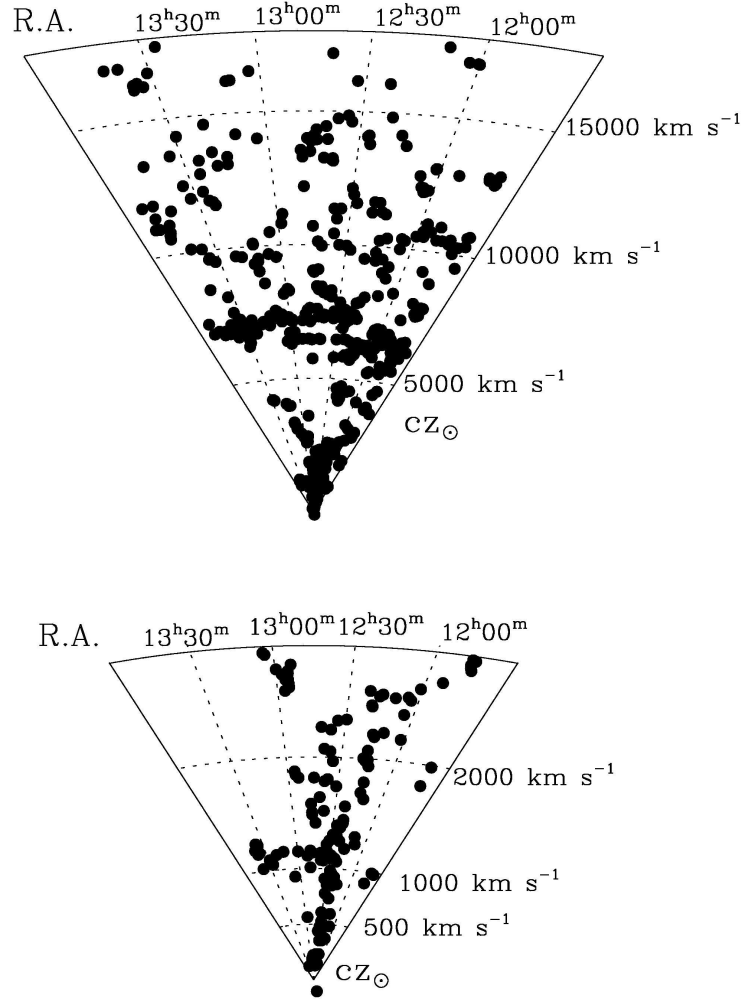 R.A. 13ʰ30ᵐ 13ʰ00ᵐ 12ʰ30ᵐ 12ʰ00ᵐ
15000 km s⁻¹
10000 km s⁻¹
5000 km s⁻¹
cz☉
R.A. 13ʰ30ᵐ 13ʰ00ᵐ 12ʰ30ᵐ 12ʰ00ᵐ
2000 km s⁻¹
1000 km s⁻¹
500 km s⁻¹
cz☉